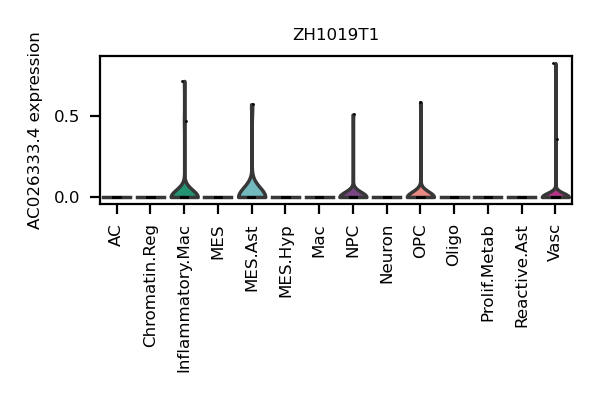 ZH1019T1
AC026333.4 expression
0.5
0.0
AC
Chromatin.Reg
Inflammatory.Mac
MES
MES.Ast
MES.Hyp
Mac
NPC
Neuron
OPC
Oligo
Prolif.Metab
Reactive.Ast
Vasc